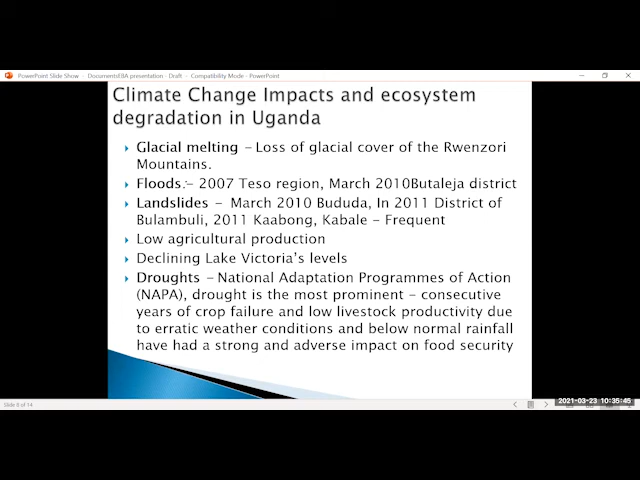 PowerPoint Slide Show - DocumentsEBA presentation - Draft - Compatibility Mode - PowerPoint
Climate Change Impacts and ecosystem
degradation in Uganda
Glacial melting – Loss of glacial cover of the Rwenzori
Mountains.
Floods:- 2007 Teso region, March 2010Butaleja district
Landslides – March 2010 Bududa, In 2011 District of
Bulambuli, 2011 Kaabong, Kabale – Frequent
Low agricultural production
Declining Lake Victoria's levels
Droughts – National Adaptation Programmes of Action
(NAPA), drought is the most prominent – consecutive
years of crop failure and low livestock productivity due
to erratic weather conditions and below normal rainfall
have had a strong and adverse impact on food security
Slide 8 of 14
2021-03-23 10:35:45